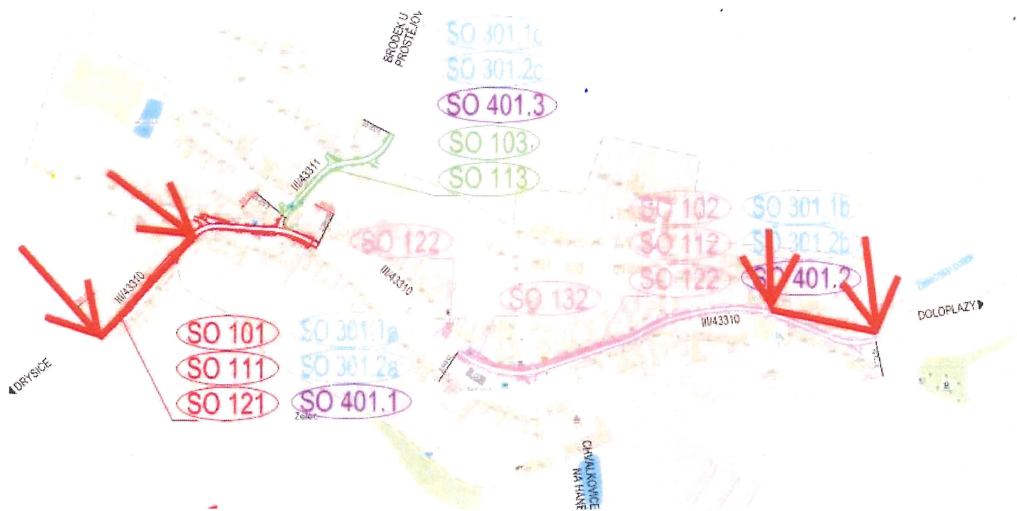 BRODEK U
PROSTĚJOV
SO 301.1c
SO 301.2c
SO 401.3
SO 103
SO 113
III/43311
SO 122
III/43310
III/43310
SO 102
SO 112
SO 122
SO 301.1b
SO 301.2b
SO 401.2
SO 132
III/43310
DOLOPLAZY
DRYSICE
SO 101
SO 111
SO 121
SO 301.1a
SO 301.2a
SO 401.1
CHVALKOVICE
NA HANÉ